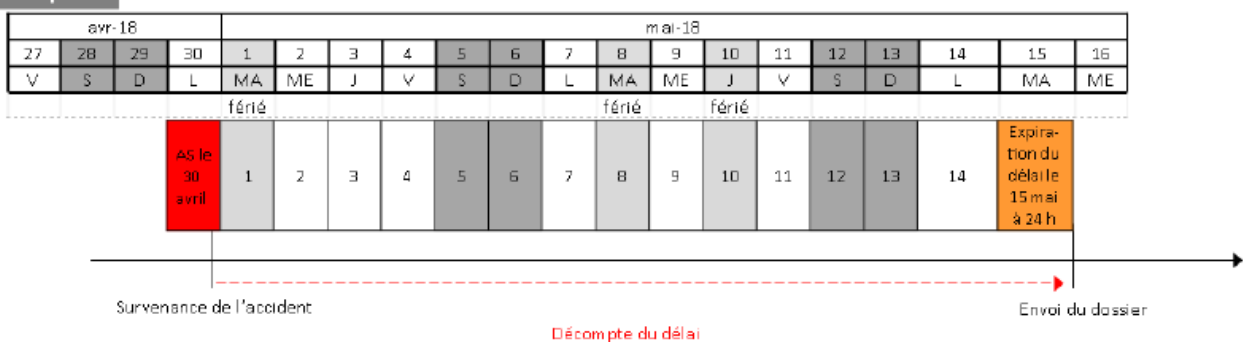 avr-18 mai-18
27 28 29 30 1 2 3 4 5 6 7 8 9 10 11 12 13 14 15 16
V S D L MA ME J V S D L MA ME J V S D L MA ME
férié férié férié
AS le
30
avril
1 2 3 4 5 6 7 8 9 10 11 12 13 14
Expira-
tion du
délai le
15 mai
à 24 h
Survenance de l'accident
Envoi du dossier
Décompte du délai